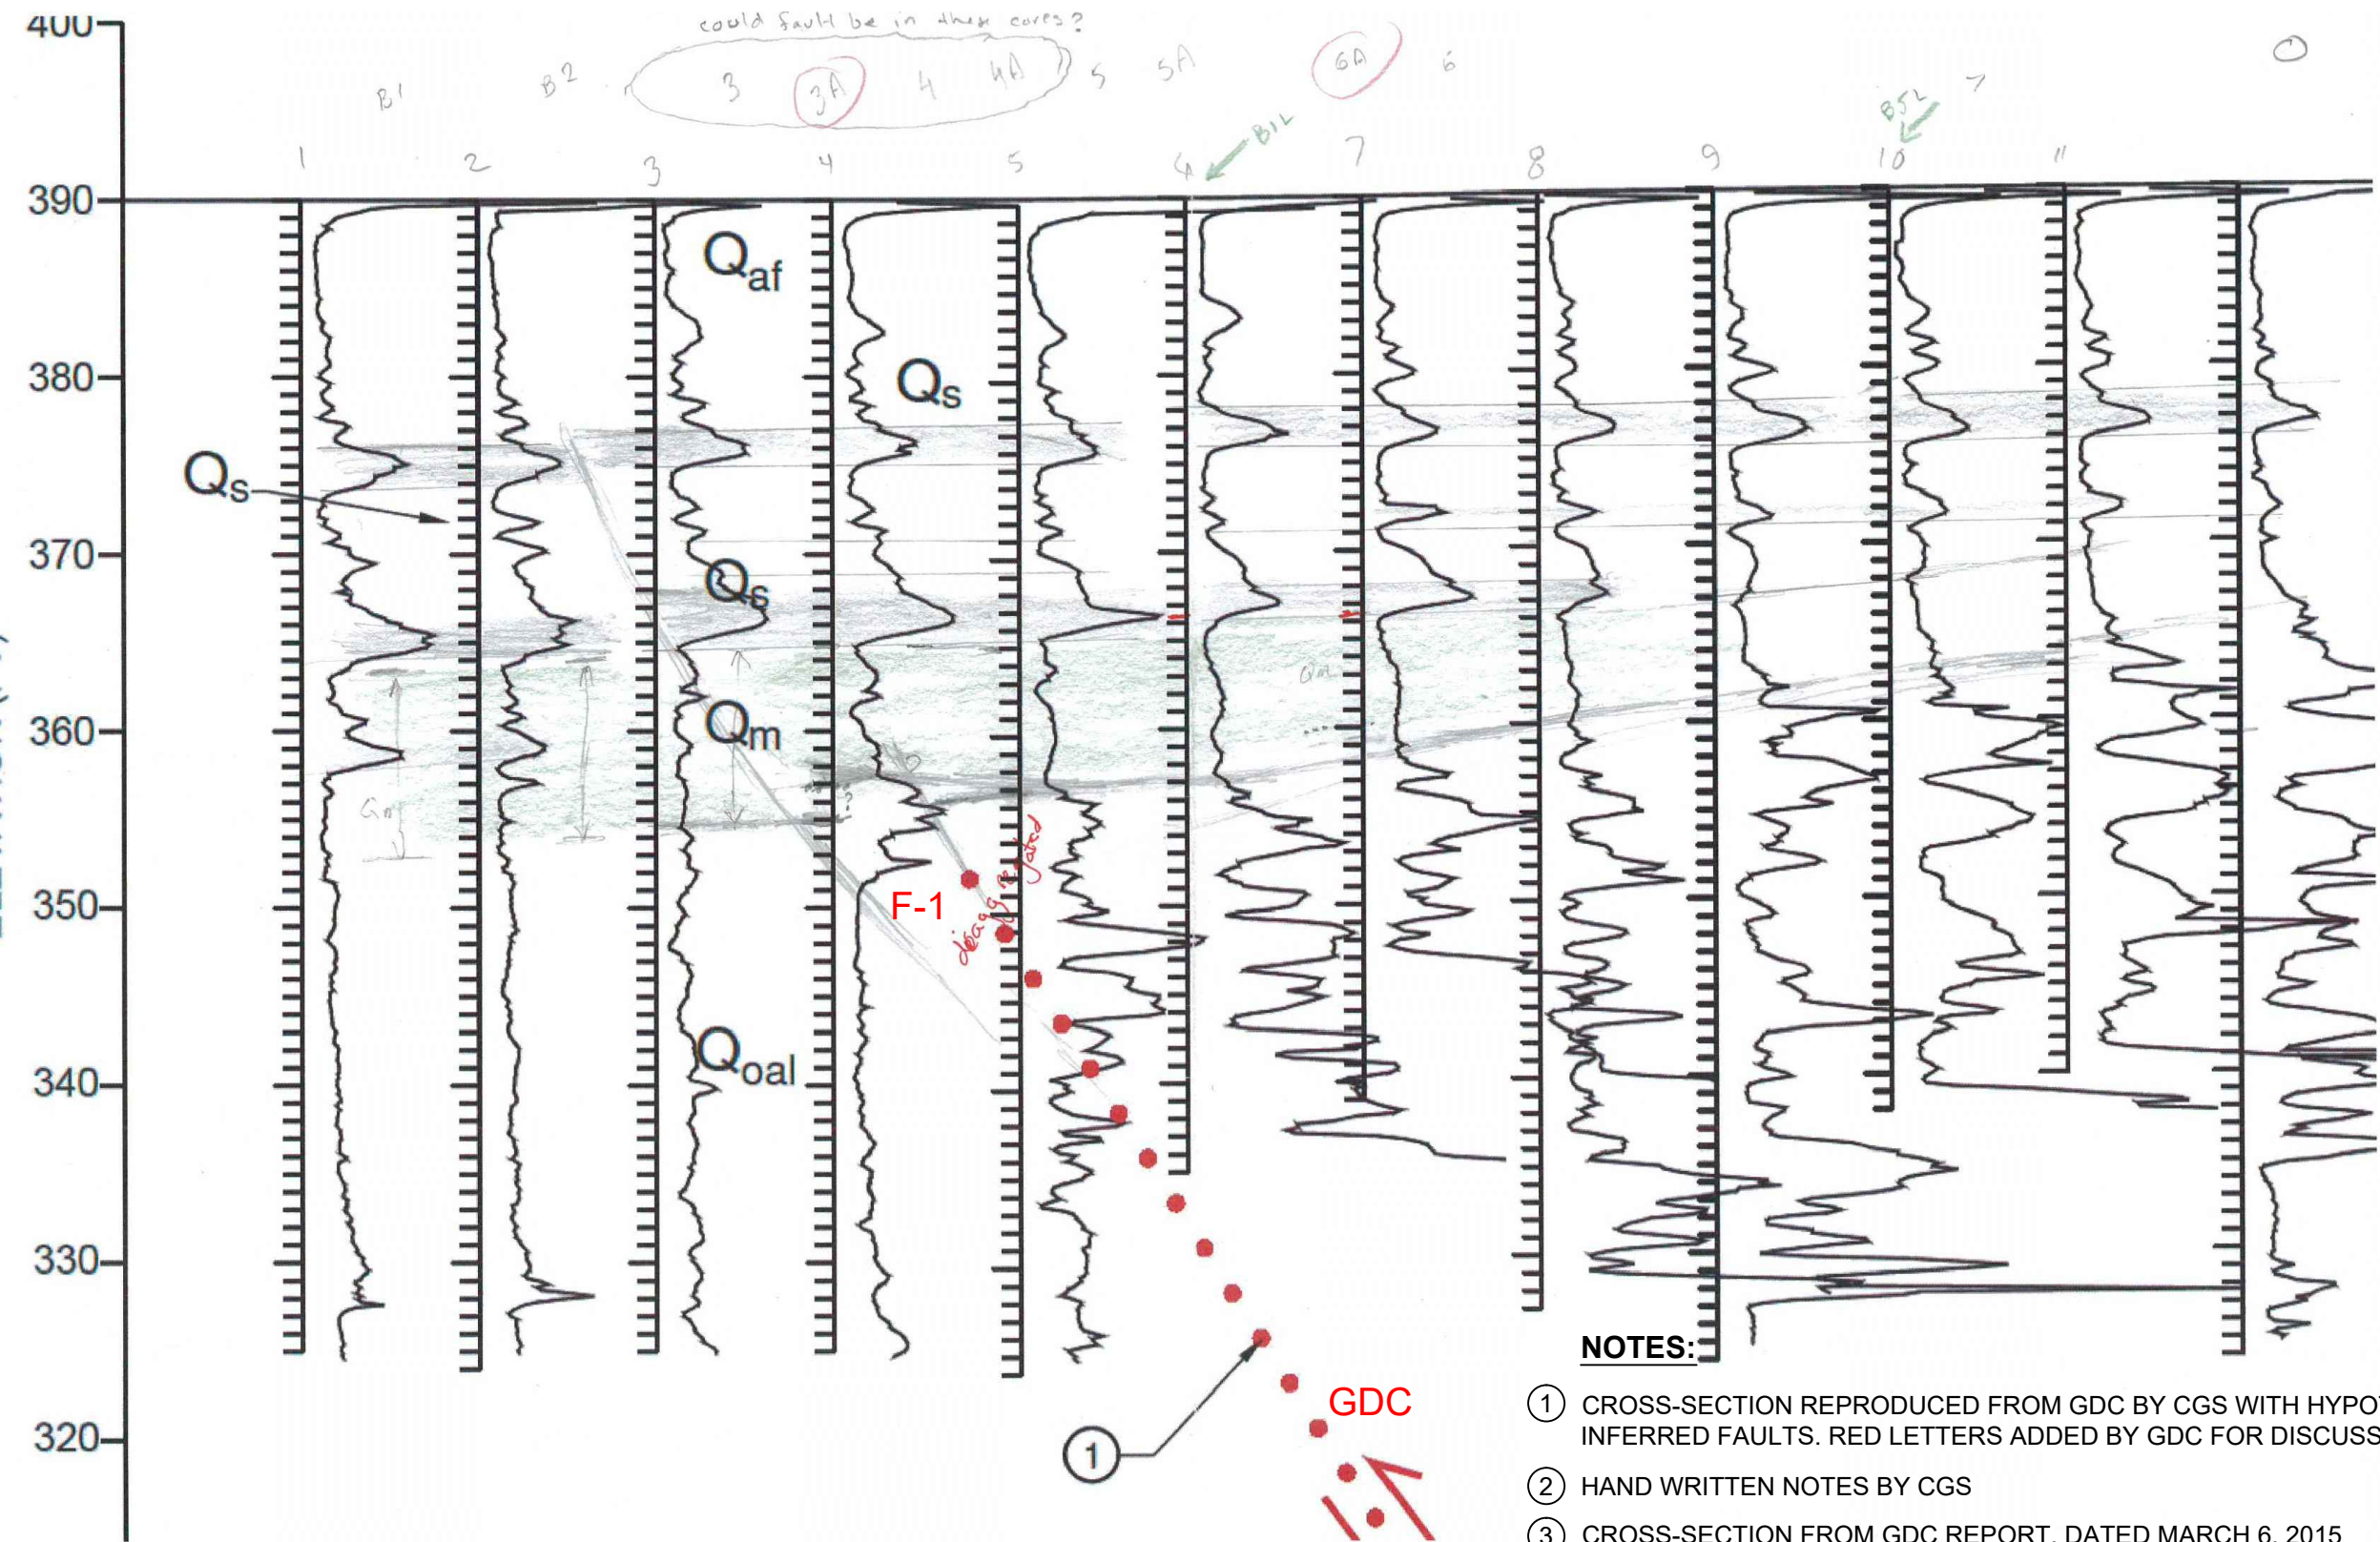 could fault be in these cores?
B1 B2 3 3A 4 4A 5 5A 6A 6 7
B12 B52
1 2 3 4 5 6 7 8 9 10 11
400
390
380
370
360
350
340
330
320
Qaf
Qs
Qs
Qs
Qm
Qm
Qm
?
F-1
Qoal
GDC
1
NOTES:
1 CROSS-SECTION REPRODUCED FROM GDC BY CGS WITH HYPO
INFERRED FAULTS. RED LETTERS ADDED BY GDC FOR DISCUSS
2 HAND WRITTEN NOTES BY CGS
3 CROSS-SECTION FROM GDC REPORT, DATED MARCH 6, 2015